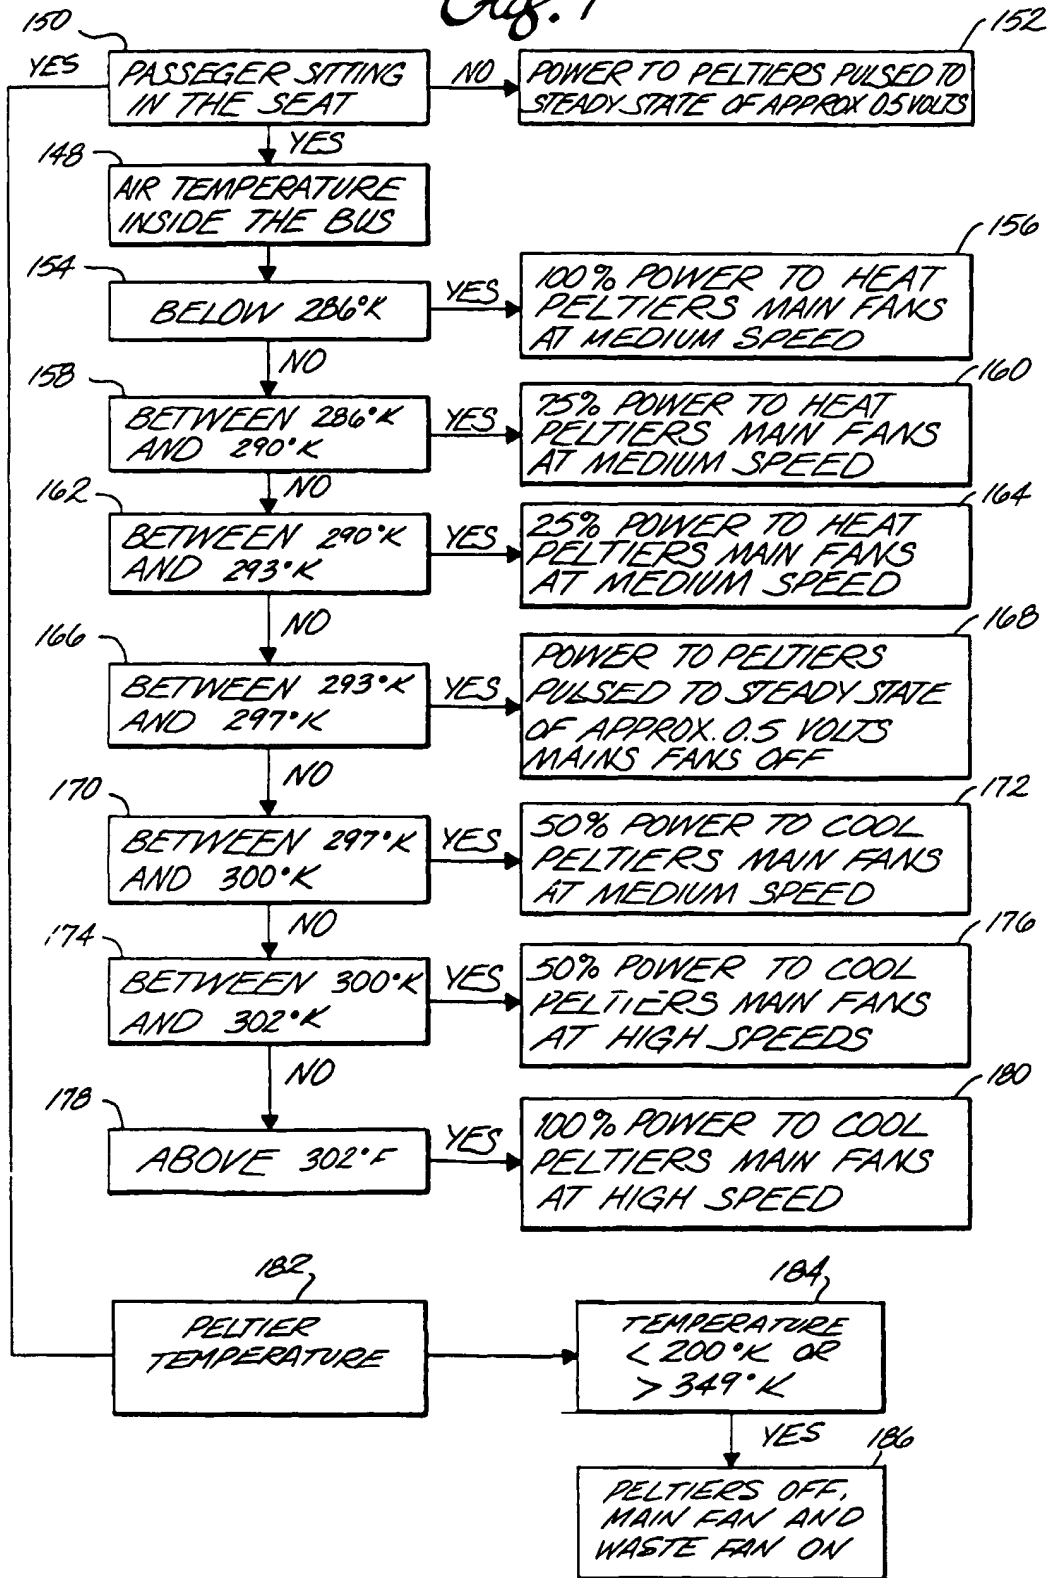 Fig. 7
150
152
YES
PASSEGER SITTING
IN THE SEAT
NO
POWER TO PELTIERS PULSED TO
STEADY STATE OF APPROX 0.5 VOLTS
YES
148
AIR TEMPERATURE
INSIDE THE BUS
154
156
BELOW 286°K
YES
100% POWER TO HEAT
PELTIERS MAIN FANS
AT MEDIUM SPEED
NO
158
160
BETWEEN 286°K
AND 290°K
YES
75% POWER TO HEAT
PELTIERS MAIN FANS
AT MEDIUM SPEED
NO
162
164
BETWEEN 290°K
AND 293°K
YES
25% POWER TO HEAT
PELTIERS MAIN FANS
AT MEDIUM SPEED
NO
166
168
BETWEEN 293°K
AND 297°K
YES
POWER TO PELTIERS
PULSED TO STEADY STATE
OF APPROX. 0.5 VOLTS
MAINS FANS OFF
NO
170
172
BETWEEN 297°K
AND 300°K
YES
50% POWER TO COOL
PELTIERS MAIN FANS
AT MEDIUM SPEED
NO
174
176
BETWEEN 300°K
AND 302°K
YES
50% POWER TO COOL
PELTIERS MAIN FANS
AT HIGH SPEEDS
NO
178
180
ABOVE 302°F
YES
100% POWER TO COOL
PELTIERS MAIN FANS
AT HIGH SPEED
182
184
PELTIER
TEMPERATURE
TEMPERATURE
< 200°K OR
> 349°K
YES
186
PELTIERS OFF,
MAIN FAN AND
WASTE FAN ON